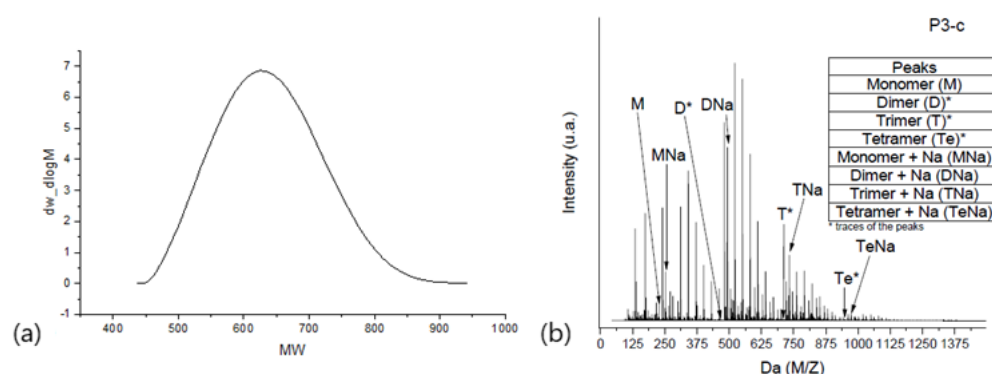 (a)
dw_dlogM
7
6
5
4
3
2
1
0
-1
400
500
600
700
800
900
1000
MW
(b)
P3-c
Intensity (u.a.)
Peaks
Monomer (M)
Dimer (D)*
Trimer (T)*
Tetramer (Te)*
Monomer + Na (MNa)
Dimer + Na (DNa)
Trimer + Na (TNa)
Tetramer + Na (TeNa)
* traces of the peaks
M
MNa
D*
DNa
T*
TNa
Te*
TeNa
0 125 250 375 500 625 750 875 1000 1125 1250 1375
Da (M/Z)